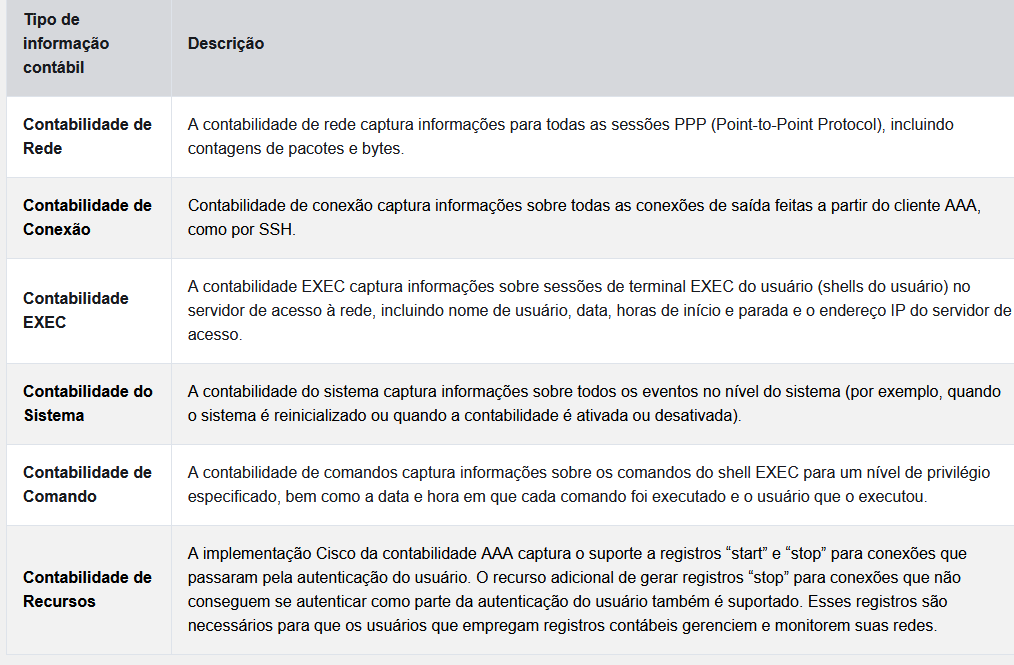 Tipo de
informação
contábil
Descrição
Contabilidade de
Rede
A contabilidade de rede captura informações para todas as sessões PPP (Point-to-Point Protocol), incluindo
contagens de pacotes e bytes.
Contabilidade de
Conexão
Contabilidade de conexão captura informações sobre todas as conexões de saída feitas a partir do cliente AAA,
como por SSH.
Contabilidade
EXEC
A contabilidade EXEC captura informações sobre sessões de terminal EXEC do usuário (shells do usuário) no
servidor de acesso à rede, incluindo nome de usuário, data, horas de início e parada e o endereço IP do servidor de
acesso.
Contabilidade do
Sistema
A contabilidade do sistema captura informações sobre todos os eventos no nível do sistema (por exemplo, quando
o sistema é reinicializado ou quando a contabilidade é ativada ou desativada).
Contabilidade de
Comando
A contabilidade de comandos captura informações sobre os comandos do shell EXEC para um nível de privilégio
especificado, bem como a data e hora em que cada comando foi executado e o usuário que o executou.
Contabilidade de
Recursos
A implementação Cisco da contabilidade AAA captura o suporte a registros “start” e “stop” para conexões que
passaram pela autenticação do usuário. O recurso adicional de gerar registros “stop” para conexões que não
conseguem se autenticar como parte da autenticação do usuário também é suportado. Esses registros são
necessários para que os usuários que empregam registros contábeis gerenciem e monitorem suas redes.